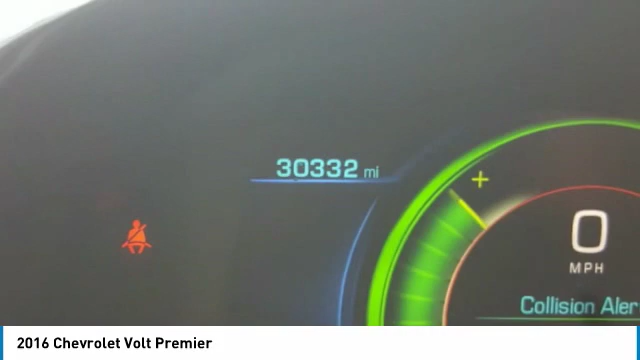 30332 mi
+
0
MPH
Collision Aler
2016 Chevrolet Volt Premier